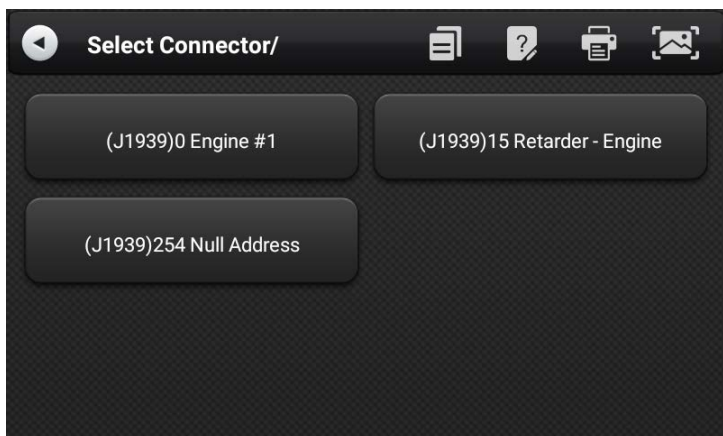 Select Connector/
(J1939)0 Engine #1
(J1939)15 Retarder - Engine
(J1939)254 Null Address